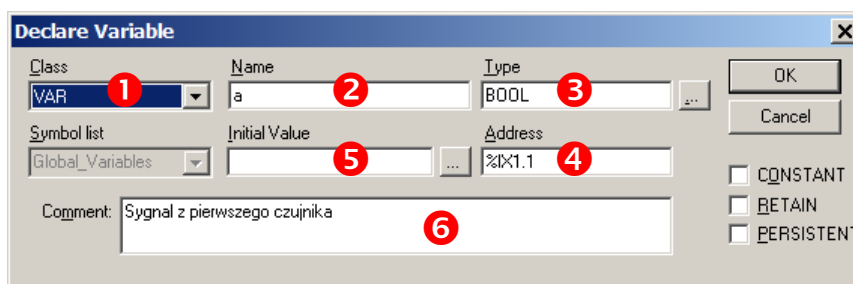 Declare Variable
Class Name Type
VAR 1 a 2 BOOL 3 ... OK
Cancel
Symbol list Initial Value Address
Global_Variables 5 ... %IX1.1 4
CONSTANT
Comment: Sygnal z pierwszego czujnika 6 RETAIN
PERSISTENT